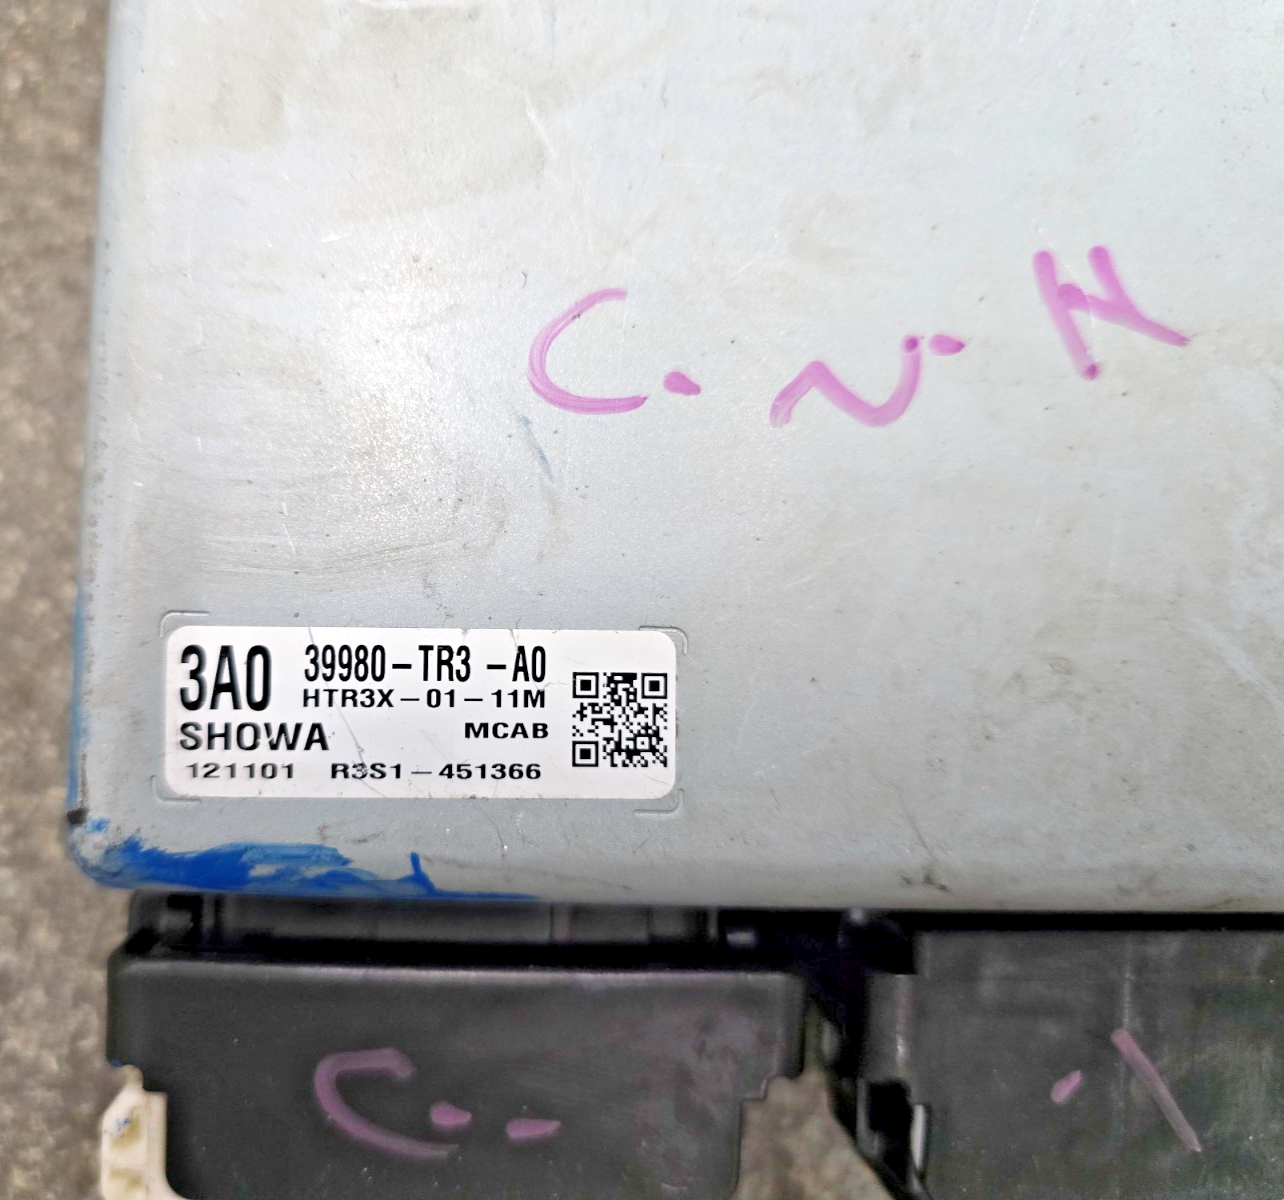 C. N. H
3A0 39980-TR3 -A0
HTR3X-01-11M
SHOWA MCAB
121101 R3S1-451366
C.